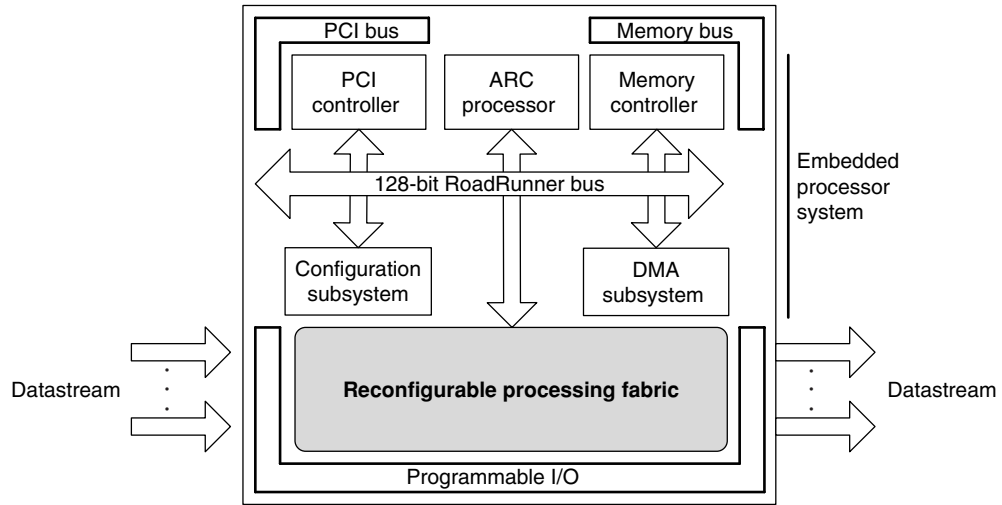 PCI bus
Memory bus
PCI
controller
ARC
processor
Memory
controller
128-bit RoadRunner bus
Embedded
processor
system
Configuration
subsystem
DMA
subsystem
Datastream
Reconfigurable processing fabric
Datastream
Programmable I/O